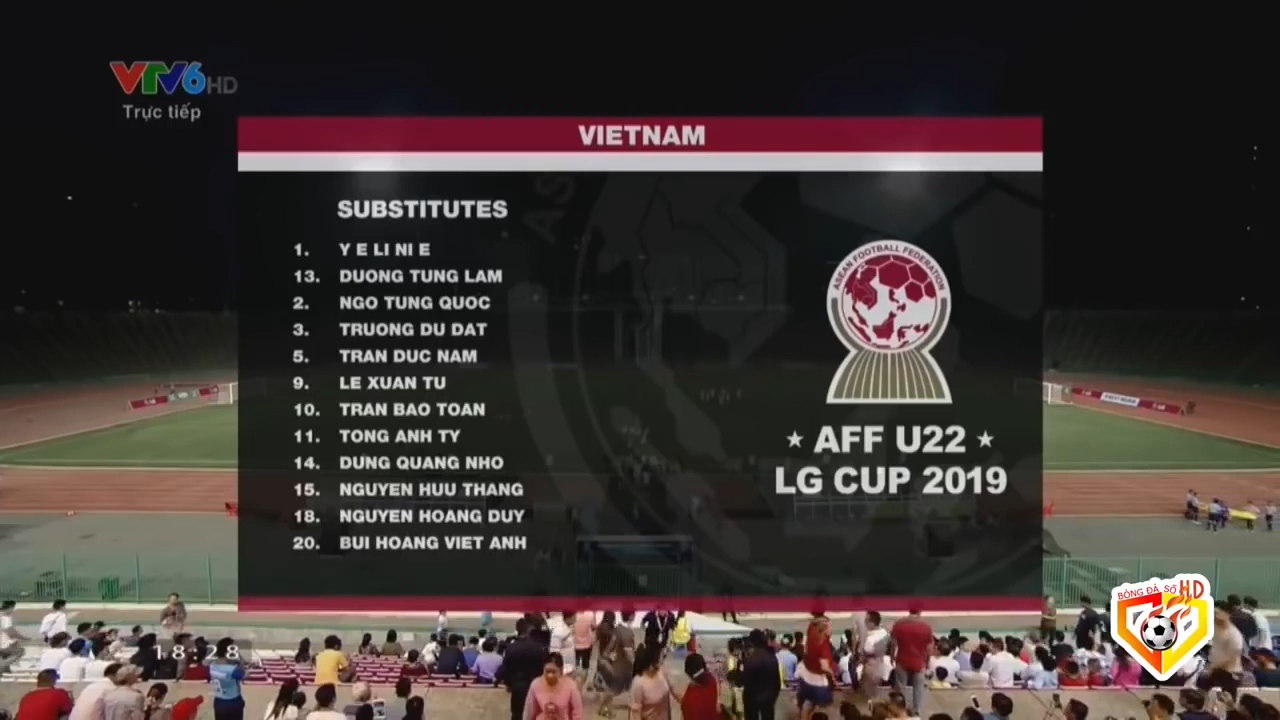 VTV6HD
Trực tiếp
VIETNAM
SUBSTITUTES
1. Y E LI NI E
13. DUONG TUNG LAM
2. NGO TUNG QUOC
3. TRUONG DU DAT
5. TRAN DUC NAM
9. LE XUAN TU
10. TRAN BAO TOAN
11. TONG ANH TY
14. DUNG QUANG NHO
15. NGUYEN HUU THANG
18. NGUYEN HOANG DUY
20. BUI HOANG VIET ANH
ASEAN FOOTBALL FEDERATION
AFF U22
LG CUP 2019
18:28
BÓNG ĐÁ SỐ HD